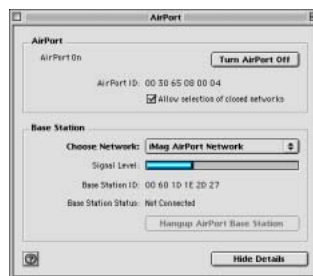 AirPort
AirPort
AirPort On
Turn AirPort Off
AirPort ID: 00 30 65 08 00 04
Allow selection of closed networks
Base Station
Choose Network: iMag AirPort Network
Signal Level:
Base Station ID: 00 60 1D 1E 2D 27
Base Station Status: Not Connected
Hangup AirPort Base Station
?
Hide Details